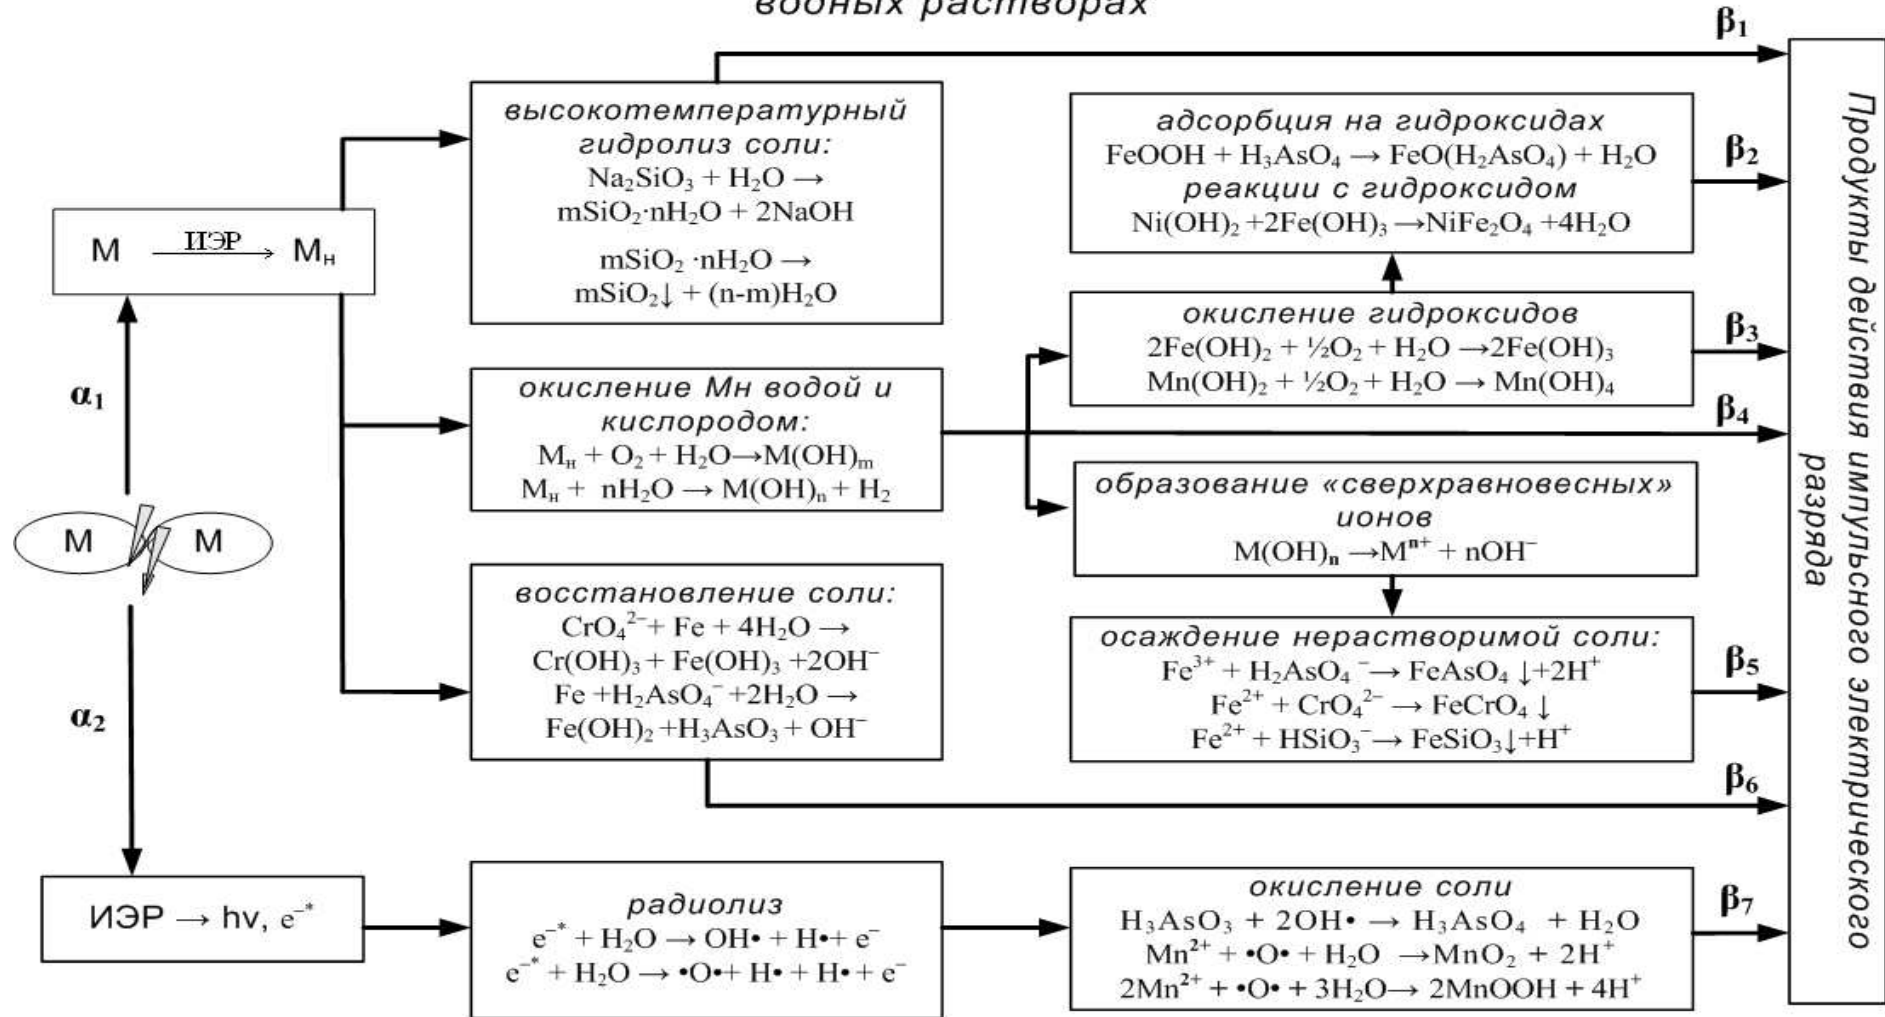 водных растворах
β₁
высокотемпературный
гидролиз соли:
Na₂SiO₃ + H₂O →
mSiO₂·nH₂O + 2NaOH
mSiO₂ ·nH₂O →
mSiO₂↓ + (n-m)H₂O
адсорбция на гидроксидах
FeOOH + H₃AsO₄ → FeO(H₂AsO₄) + H₂O
реакции с гидроксидом
Ni(OH)₂ +2Fe(OH)₃→NiFe₂O₄ +4H₂O
β₂
M ИЭР → Mн
окисление гидроксидов
2Fe(OH)₂ + ½O₂ + H₂O →2Fe(OH)₃
Mn(OH)₂ + ½O₂ + H₂O → Mn(OH)₄
β₃
α₁
окисление Мн водой и
кислородом:
Mн + O₂ + H₂O→M(OH)m
Mн + nH₂O → M(OH)n + H₂
β₄
образование «сверхравновесных»
ионов
M(OH)n →Mⁿ⁺ + nOH⁻
M M
восстановление соли:
CrO₄²⁻+ Fe + 4H₂O →
Cr(OH)₃ + Fe(OH)₃ +2OH⁻
Fe +H₂AsO₄⁻ +2H₂O →
Fe(OH)₂ +H₃AsO₃ + OH⁻
осаждение нерастворимой соли:
Fe³⁺ + H₂AsO₄⁻→ FeAsO₄ ↓+2H⁺
Fe²⁺ + CrO₄²⁻ → FeCrO₄ ↓
Fe²⁺ + HSiO₃⁻→ FeSiO₃↓+H⁺
β₅
α₂
β₆
ИЭР → hν, e⁻*
радиолиз
e⁻* + H₂O → OH• + H•+ e⁻
e⁻* + H₂O → •O•+ H• + H• + e⁻
окисление соли
H₃AsO₃ + 2OH• → H₃AsO₄ + H₂O
Mn²⁺ + •O• + H₂O →MnO₂ + 2H⁺
2Mn²⁺ + •O• + 3H₂O→ 2MnOOH + 4H⁺
β₇
Продукты действия импульсного электрического
разряда